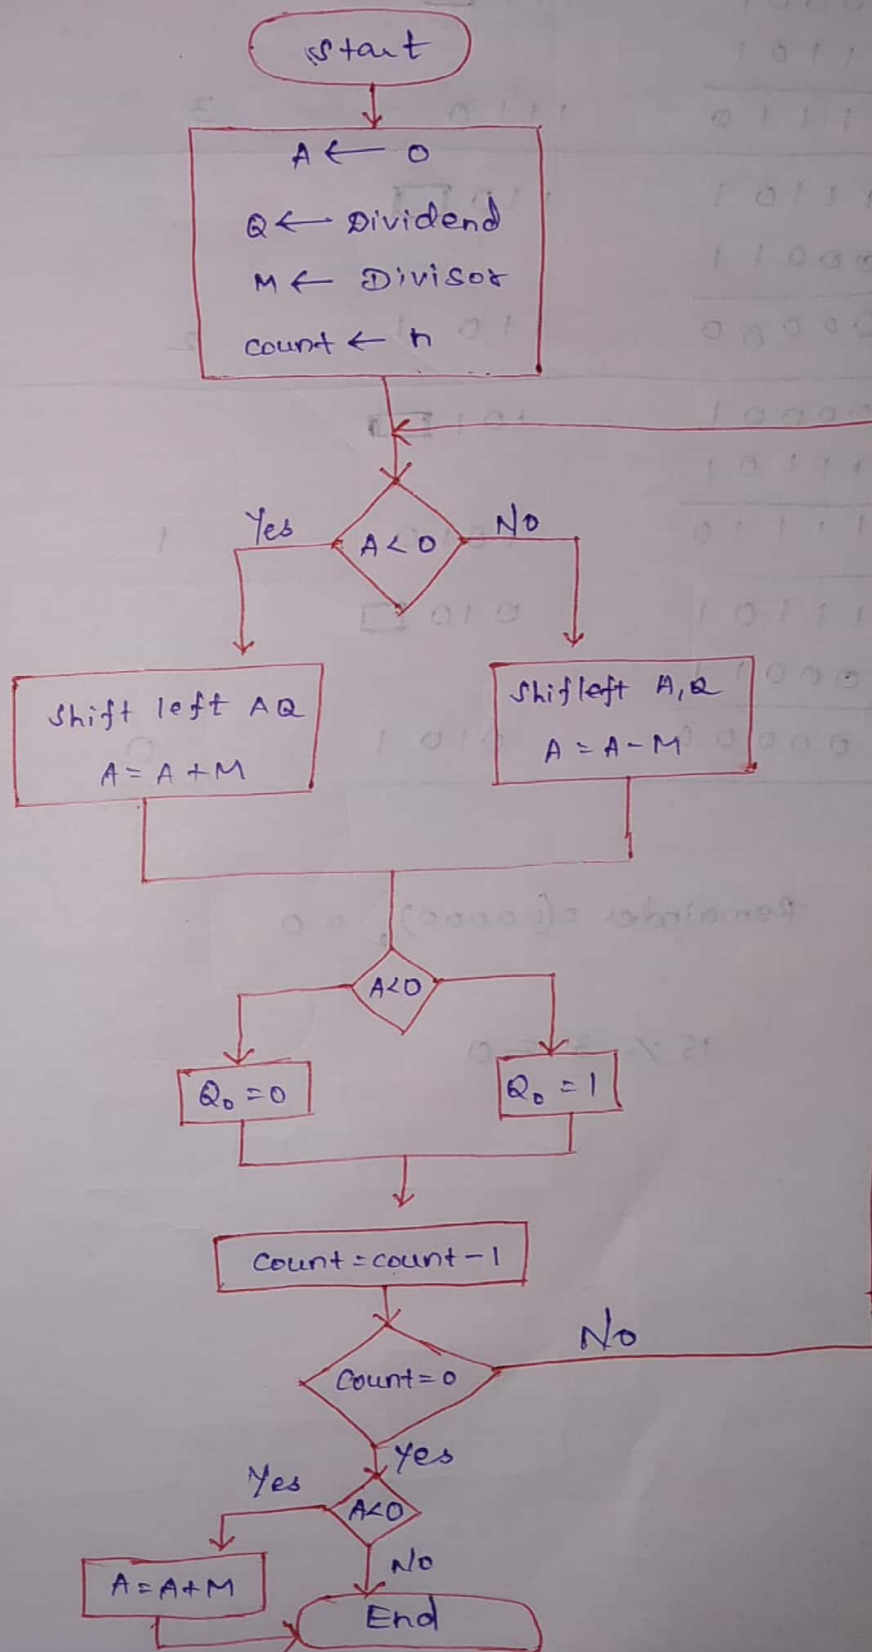 Start
A ← 0
Q ← Dividend
M ← Divisor
count ← n
A<0
Yes
No
Shift left AQ
A = A+M
Shifleft A,Q
A = A-M
A<0
Q₀ = 0
Q₀ = 1
Count = count-1
Count = 0
No
Yes
A<0
Yes
No
A = A+M
End